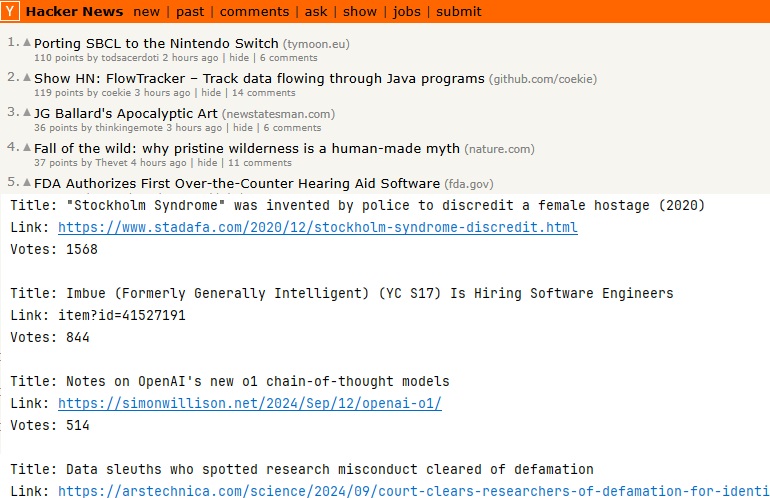 Y Hacker News new | past | comments | ask | show | jobs | submit
1. ▲ Porting SBCL to the Nintendo Switch (tymoon.eu)
110 points by todsacerdoti 2 hours ago | hide | 6 comments
2. ▲ Show HN: FlowTracker – Track data flowing through Java programs (github.com/coekie)
119 points by coekie 3 hours ago | hide | 14 comments
3. ▲ JG Ballard's Apocalyptic Art (newstatesman.com)
36 points by thinkingemote 3 hours ago | hide | 6 comments
4. ▲ Fall of the wild: why pristine wilderness is a human-made myth (nature.com)
37 points by Thevet 4 hours ago | hide | 11 comments
5. ▲ FDA Authorizes First Over-the-Counter Hearing Aid Software (fda.gov)
Title: "Stockholm Syndrome" was invented by police to discredit a female hostage (2020)
Link: https://www.stadafa.com/2020/12/stockholm-syndrome-discredit.html
Votes: 1568
Title: Imbue (Formerly Generally Intelligent) (YC S17) Is Hiring Software Engineers
Link: item?id=41527191
Votes: 844
Title: Notes on OpenAI's new o1 chain-of-thought models
Link: https://simonwillison.net/2024/Sep/12/openai-o1/
Votes: 514
Title: Data sleuths who spotted research misconduct cleared of defamation
Link: https://arstechnica.com/science/2024/09/court-clears-researchers-of-defamation-for-identi